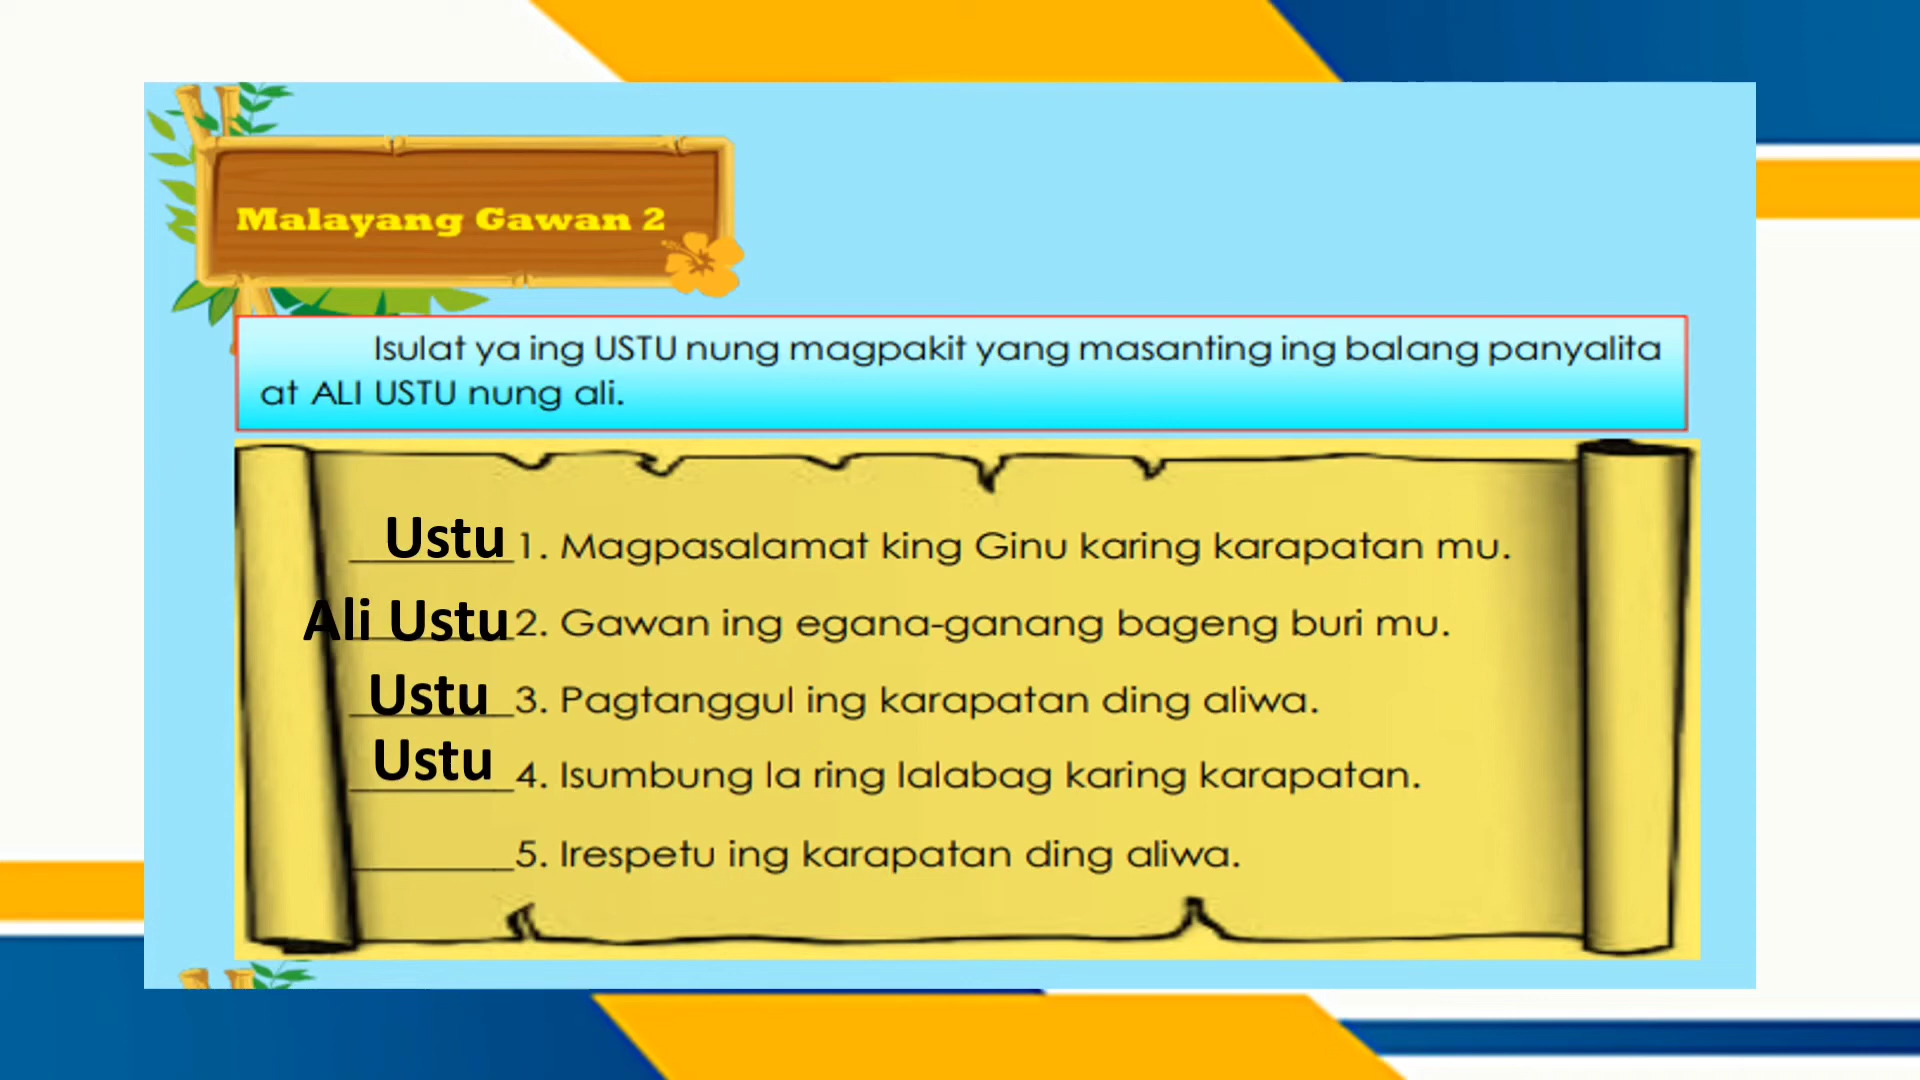 Malayang Gawan 2
Isulat ya ing USTU nung magpakit yang masanting ing balang panyalita
at ALI USTU nung ali.
Ustu 1. Magpasalamat king Ginu karing karapatan mu.
Ali Ustu 2. Gawan ing egana-ganang bageng buri mu.
Ustu 3. Pagtanggul ing karapatan ding aliwa.
Ustu 4. Isumbung la ring lalabag karing karapatan.
________5. Irespetu ing karapatan ding aliwa.